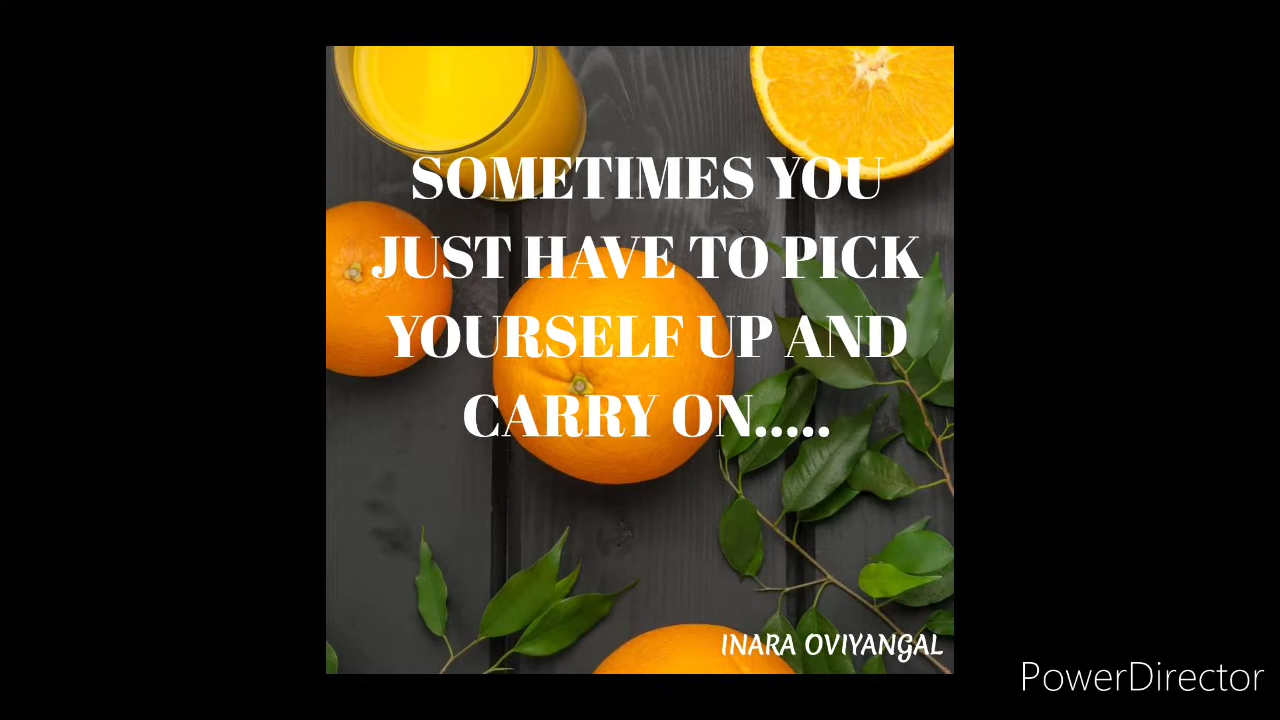 SOMETIMES YOU
JUST HAVE TO PICK
YOURSELF UP AND
CARRY ON.....
INARA OVIYANGAL
PowerDirector